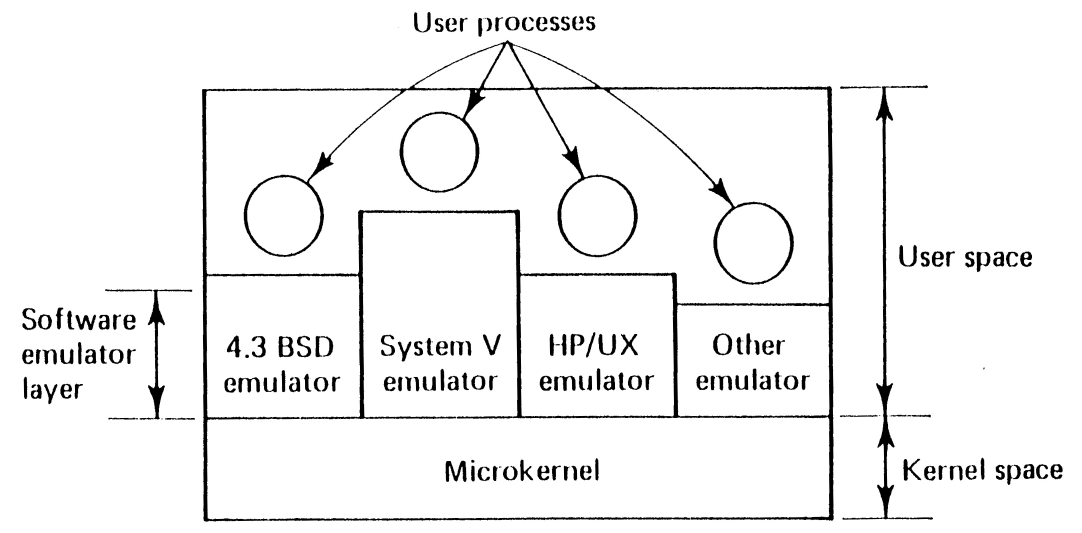 User processes
User space
Software
emulator
layer
4.3 BSD
emulator
System V
emulator
HP/UX
emulator
Other
emulator
Microkernel
Kernel space